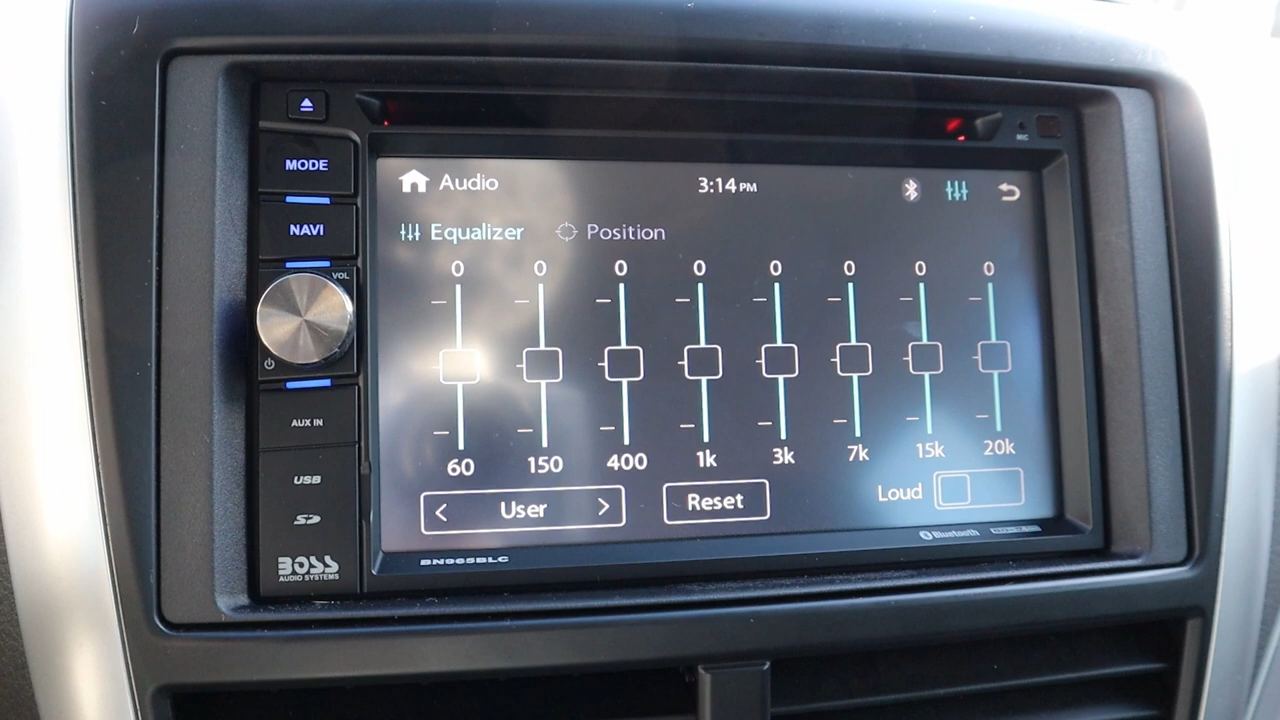 MODE
NAVI
VOL
AUX IN
USB
BOSS
AUDIO SYSTEMS
MIC
Audio
3:14 PM
Equalizer Position
0 0 0 0 0 0 0 0
60 150 400 1k 3k 7k 15k 20k
< User > Reset Loud
BN965BLC
Bluetooth